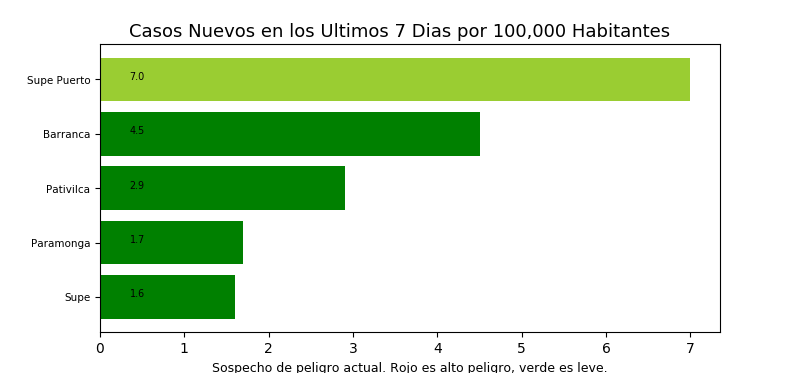 Casos Nuevos en los Ultimos 7 Dias por 100,000 Habitantes
Supe Puerto 7.0
Barranca 4.5
Pativilca 2.9
Paramonga 1.7
Supe 1.6
0 1 2 3 4 5 6 7
Sospecho de peligro actual. Rojo es alto peligro, verde es leve.